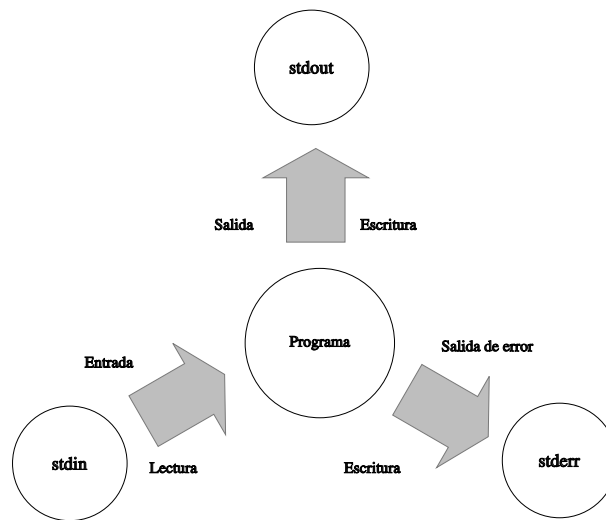 stdout
Salida
Escritura
Programa
Salida de error
Entrada
stdin
Lectura
Escritura
stderr